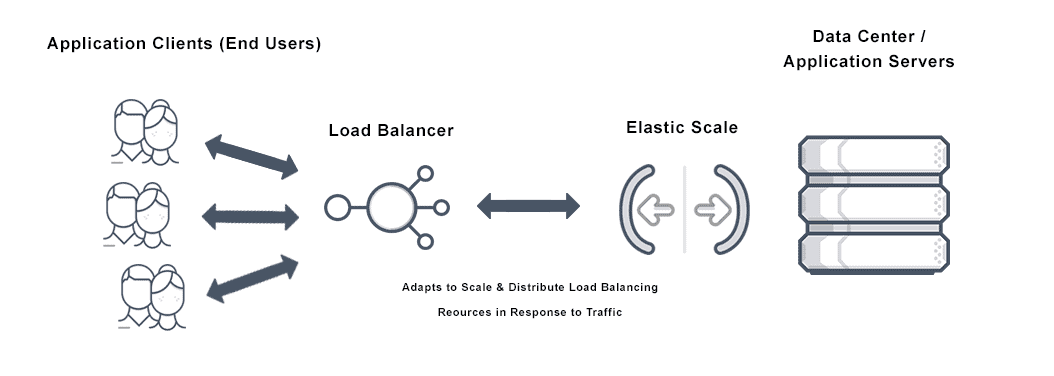 Application Clients (End Users)
Data Center /
Application Servers
Load Balancer
Elastic Scale
Adapts to Scale & Distribute Load Balancing
Reources in Response to Traffic